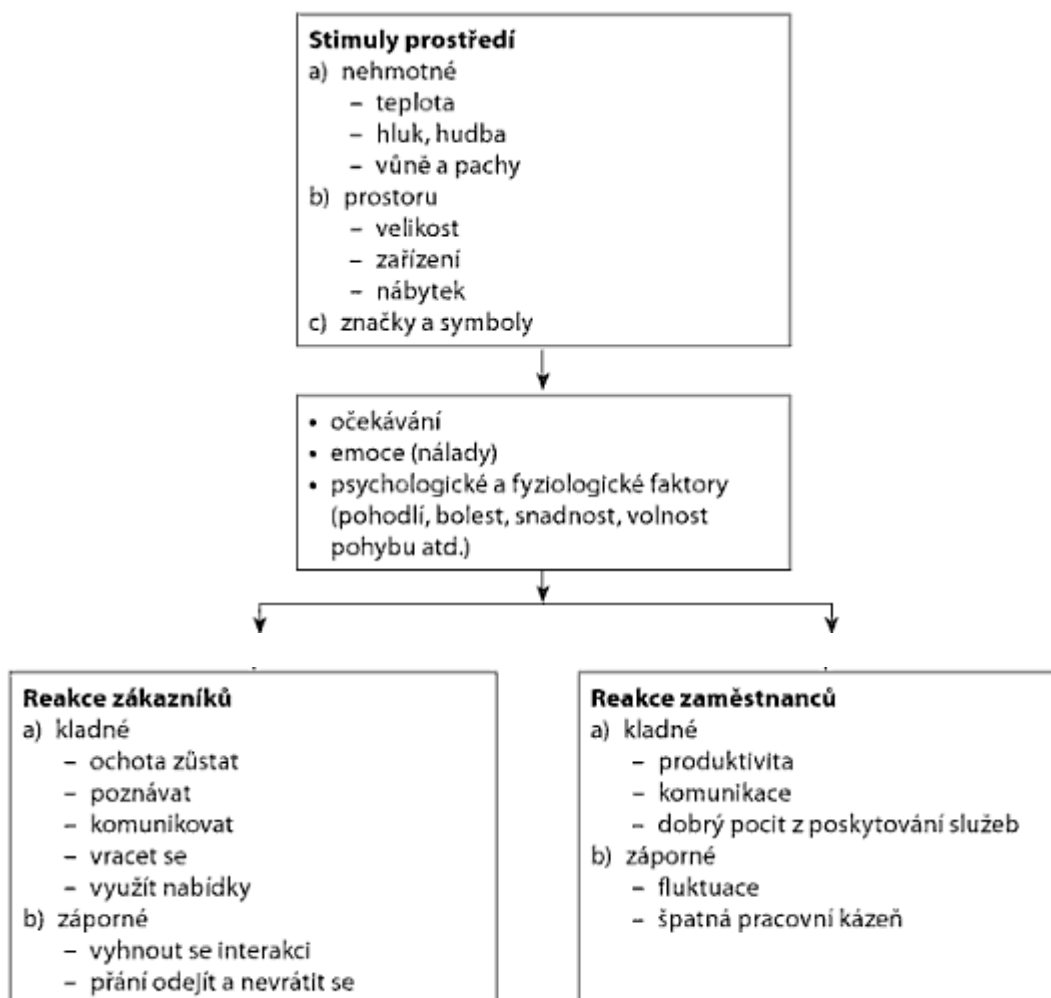 Stimuly prostředí
a) nehmotné
– teplota
– hluk, hudba
– vůně a pachy
b) prostoru
– velikost
– zařízení
– nábytek
c) značky a symboly
• očekávání
• emoce (nálady)
• psychologické a fyziologické faktory
(pohodlí, bolest, snadnost, volnost
pohybu atd.)
Reakce zákazníků
a) kladné
– ochota zůstat
– poznávat
– komunikovat
– vracet se
– využít nabídky
b) záporné
– vyhnout se interakci
– přání odejít a nevrátit se
Reakce zaměstnanců
a) kladné
– produktivita
– komunikace
– dobrý pocit z poskytování služeb
b) záporné
– fluktuace
– špatná pracovní kázeň